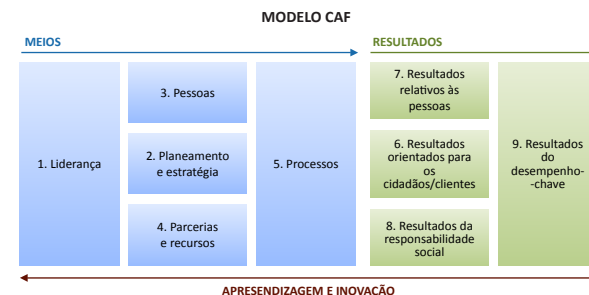 MODELO CAF
MEIOS
RESULTADOS
1. Liderança
3. Pessoas
2. Planeamento
e estratégia
4. Parcerias
e recursos
5. Processos
7. Resultados
relativos às
pessoas
6. Resultados
orientados para
os
cidadãos/clientes
8. Resultados da
responsabilidade
social
9. Resultados
do
desempenho-
-chave
APRESENDIZAGEM E INOVAÇÃO